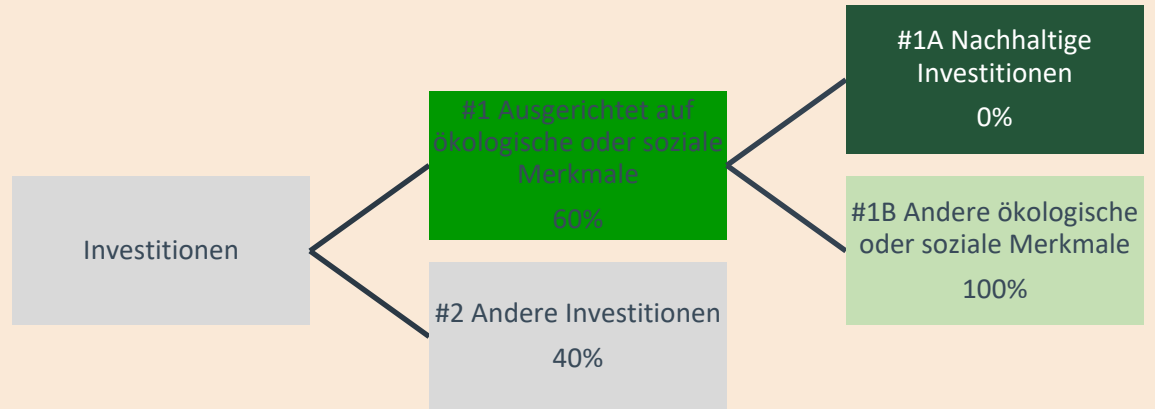 Investitionen
#1 Ausgerichtet auf
ökologische oder soziale
Merkmale
60%
#2 Andere Investitionen
40%
#1A Nachhaltige
Investitionen
0%
#1B Andere ökologische
oder soziale Merkmale
100%